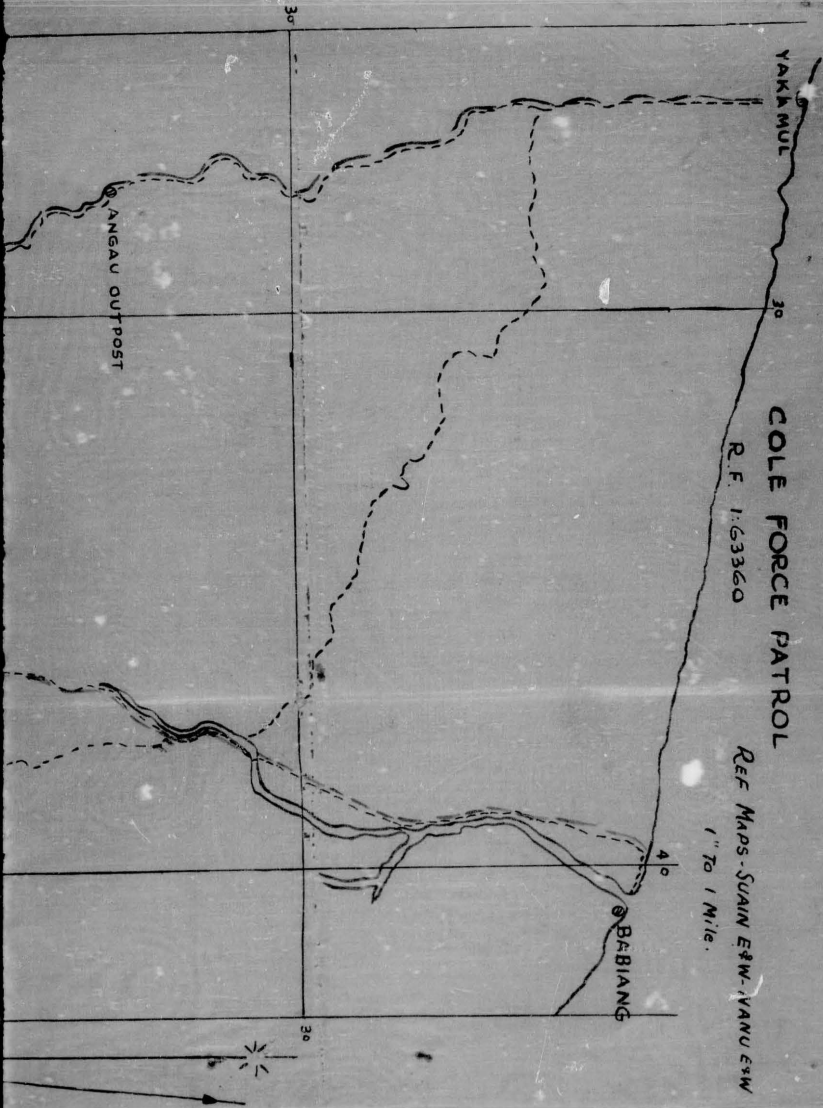 COLE FORCE PATROL
R.F. 1:63360
REF MAPS-SUAIN E&W-NANU E&W
1" TO 1 Mile.
YAKAMUL
30
40
BABIANG
30
30
ANGAU OUTPOST